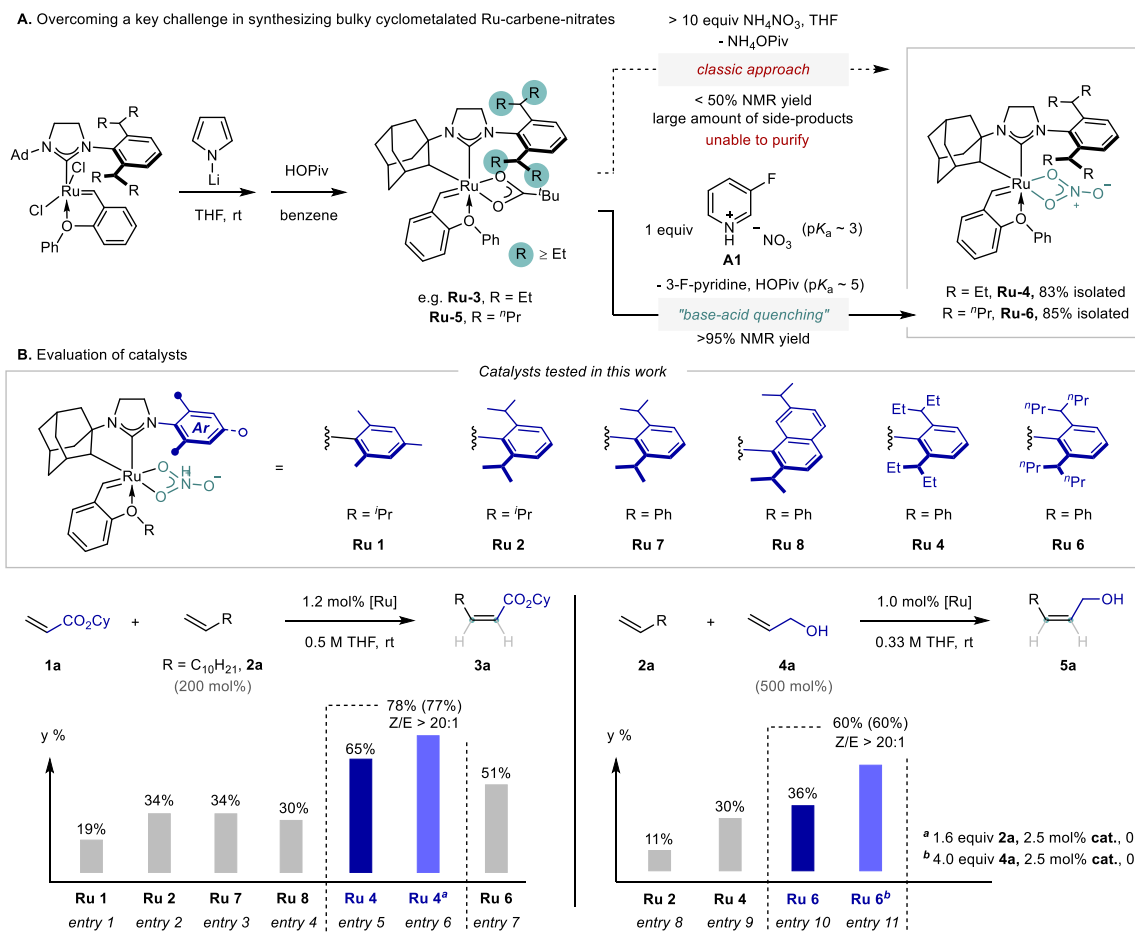 A. Overcoming a key challenge in synthesizing bulky cyclometalated Ru-carbene-nitrates
> 10 equiv NH4NO3, THF
- NH4OPiv
classic approach
< 50% NMR yield
large amount of side-products
unable to purify
R R
N N
Ad
Cl
R R
Ru
Cl
O
Ph
N
Li
THF, rt
HOPiv
benzene
R R
N N
R R
Ru
O
O
tBu
O
Ph
R ≥ Et
e.g. Ru-3, R = Et
Ru-5, R = nPr
1 equiv
F
N
H
+
− NO3
(pKa ~ 3)
A1
- 3-F-pyridine, HOPiv (pKa ~ 5)
"base-acid quenching"
>95% NMR yield
R R
N N
R R
Ru
O
O
N
+
O−
O
Ph
R = Et, Ru-4, 83% isolated
R = nPr, Ru-6, 85% isolated
B. Evaluation of catalysts
Catalysts tested in this work
N N
Ar
Ru
O
O
N
O−
O
R
=
R = iPr
Ru 1
R = iPr
Ru 2
R = Ph
Ru 7
R = Ph
Ru 8
Et Et
Et
Et
R = Ph
Ru 4
nPr nPr
nPr
nPr
R = Ph
Ru 6
CO2Cy
1a
+
R
R = C10H21, 2a
(200 mol%)
1.2 mol% [Ru]
0.5 M THF, rt
R CO2Cy
H H
3a
R
2a
+
OH
4a
(500 mol%)
1.0 mol% [Ru]
0.33 M THF, rt
R OH
H H
5a
y %
19%
34%
34%
30%
65%
78% (77%)
Z/E > 20:1
51%
Ru 1 Ru 2 Ru 7 Ru 8 Ru 4 Ru 4a Ru 6
entry 1 entry 2 entry 3 entry 4 entry 5 entry 6 entry 7
y %
11%
30%
36%
60% (60%)
Z/E > 20:1
Ru 2 Ru 4 Ru 6 Ru 6b
entry 8 entry 9 entry 10 entry 11
a 1.6 equiv 2a, 2.5 mol% cat., 0
b 4.0 equiv 4a, 2.5 mol% cat., 0